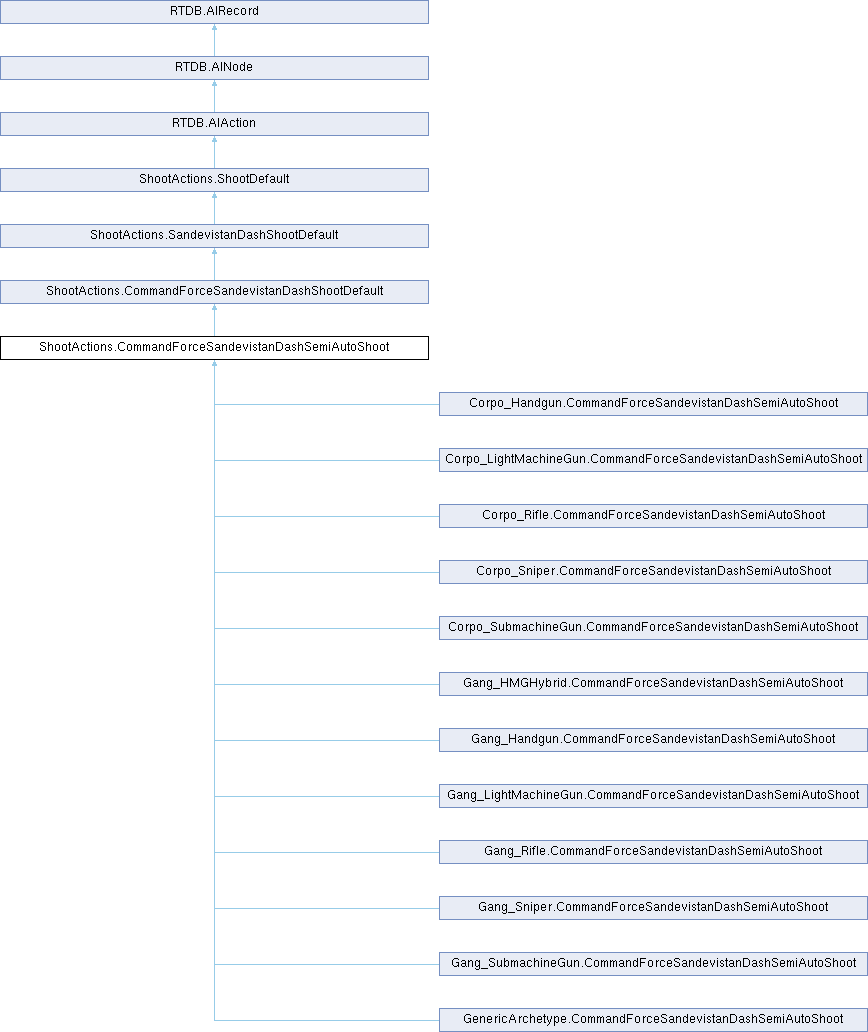 RTDB.AIRecord
RTDB.AINode
RTDB.AIAction
ShootActions.ShootDefault
ShootActions.SandevistanDashShootDefault
ShootActions.CommandForceSandevistanDashShootDefault
ShootActions.CommandForceSandevistanDashSemiAutoShoot
Corpo_Handgun.CommandForceSandevistanDashSemiAutoShoot
Corpo_LightMachineGun.CommandForceSandevistanDashSemiAutoShoot
Corpo_Rifle.CommandForceSandevistanDashSemiAutoShoot
Corpo_Sniper.CommandForceSandevistanDashSemiAutoShoot
Corpo_SubmachineGun.CommandForceSandevistanDashSemiAutoShoot
Gang_HMGHybrid.CommandForceSandevistanDashSemiAutoShoot
Gang_Handgun.CommandForceSandevistanDashSemiAutoShoot
Gang_LightMachineGun.CommandForceSandevistanDashSemiAutoShoot
Gang_Rifle.CommandForceSandevistanDashSemiAutoShoot
Gang_Sniper.CommandForceSandevistanDashSemiAutoShoot
Gang_SubmachineGun.CommandForceSandevistanDashSemiAutoShoot
GenericArchetype.CommandForceSandevistanDashSemiAutoShoot